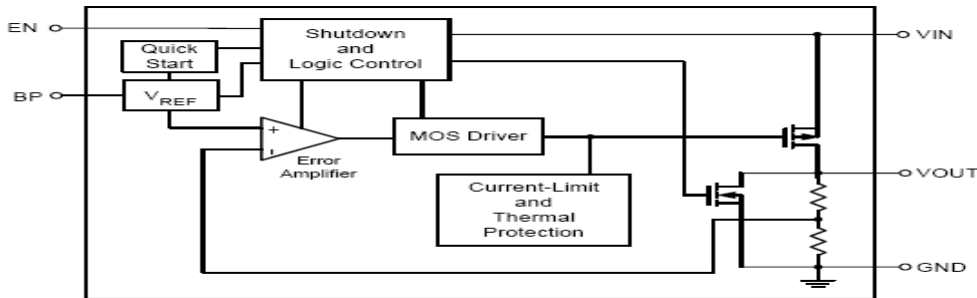 EN
Quick
Start
Shutdown
and
Logic Control
VIN
BP
VREF
+
-
Error
Amplifier
MOS Driver
Current-Limit
and
Thermal
Protection
VOUT
GND